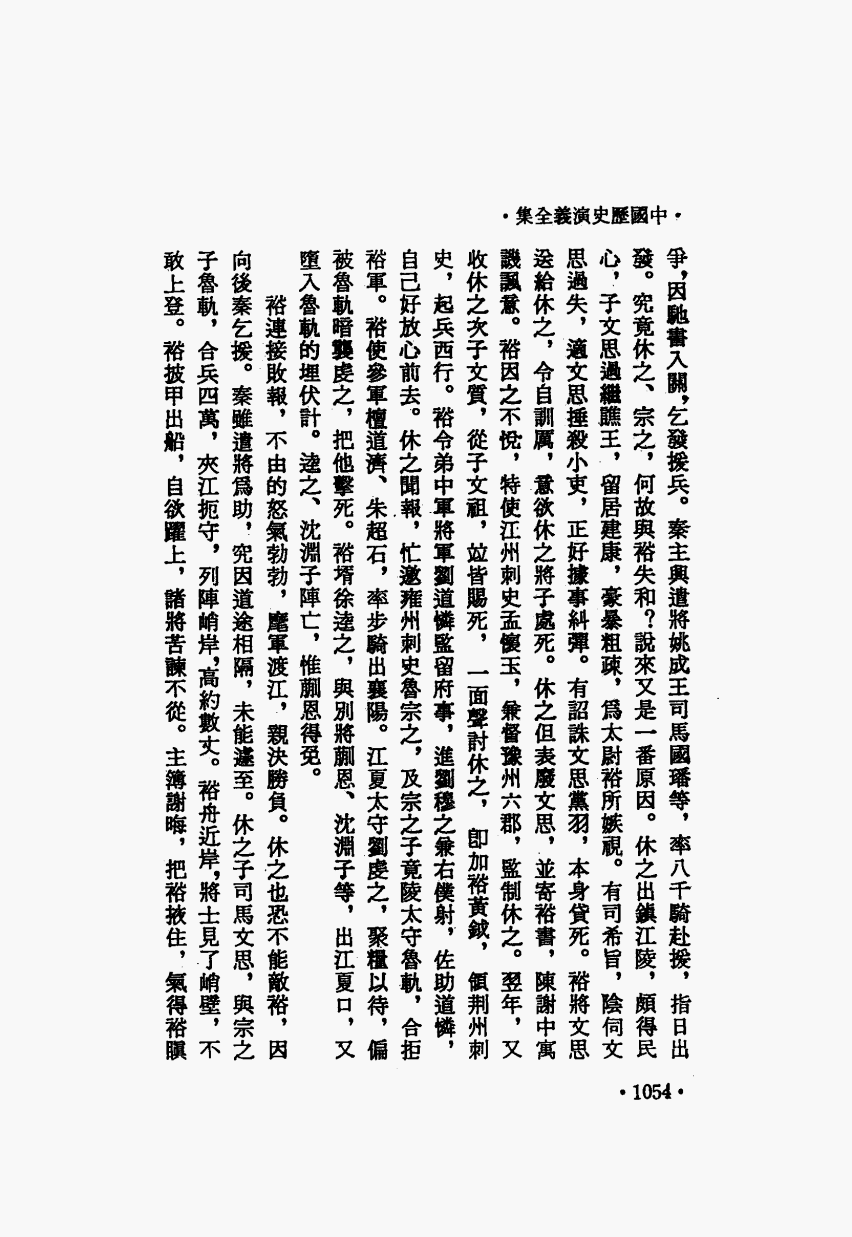 ·中國歷史演義全集·
爭，因馳書入關，乞發援兵。秦主興遣將姚成王司馬國璠等，率八千騎赴援，指日出
發。究竟休之、宗之，何故與裕失和？說來又是一番原因。休之出鎮江陵，頗得民
心，子文思過繼譙王，留居建康，豪暴粗疎，爲太尉裕所嫉視。有司希旨，陰伺文
思過失，適文思捶殺小吏，正好據事糾彈。有詔誅文思黨羽，本身貸死。裕將文思
送給休之，令自訓厲，意欲休之將子處死。休之但表廢文思，並寄裕書，陳謝中寓
譏諷意。裕因之不悅，特使江州刺史孟懷玉，兼督豫州六郡，監制休之。翌年，又
收休之次子文質，從子文祖，竝皆賜死，一面聲討休之，卽加裕黃鉞，領荆州刺
史，起兵西行。裕令弟中軍將軍劉道憐監留府事，進劉穆之兼右僕射，佐助道憐，
自己好放心前去。休之聞報，忙邀雍州刺史魯宗之，及宗之子竟陵太守魯軌，合拒
裕軍。裕使參軍檀道濟、朱超石，率步騎出襄陽。江夏太守劉虔之，聚糧以待，偏
被魯軌暗襲虔之，把他擊死。裕壻徐逵之，與別將蒯恩、沈淵子等，出江夏口，又
墮入魯軌的埋伏計。逵之、沈淵子陣亡，惟蒯恩得免。
裕連接敗報，不由的怒氣勃勃，麾軍渡江，親決勝負。休之也恐不能敵裕，因
向後秦乞援。秦雖遣將爲助，究因道途相隔，未能遽至。休之子司馬文思，與宗之
子魯軌，合兵四萬，夾江扼守，列陣峭岸，高約數丈。裕舟近岸，將士見了峭壁，不
敢上登。裕披甲出船，自欲躍上，諸將苦諫不從。主簿謝晦，把裕掖住，氣得裕瞋
·1054·